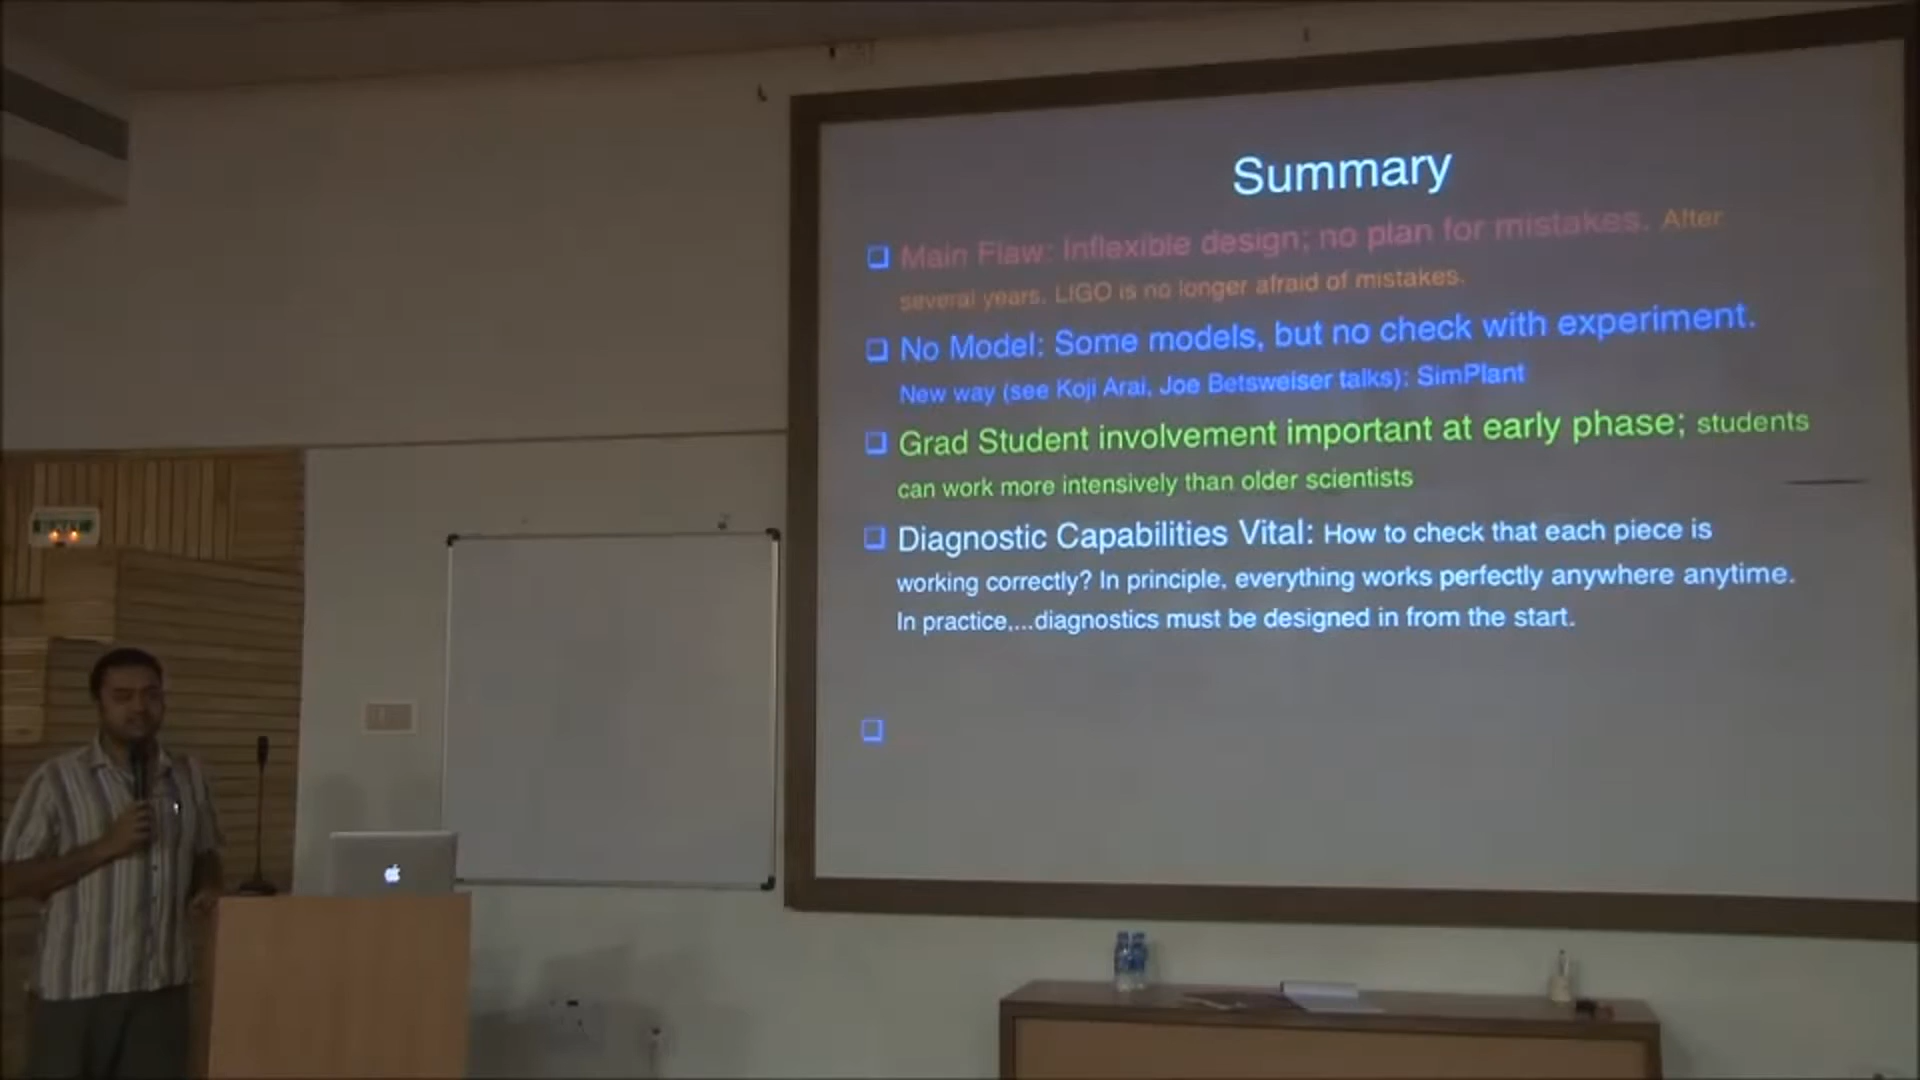 Summary
Main Flaw: Inflexible design; no plan for mistakes. After
several years, LIGO is no longer afraid of mistakes.
No Model: Some models, but no check with experiment.
New way (see Koji Arai, Joe Betsweiser talks): SimPlant
Grad Student involvement important at early phase; students
can work more intensively than older scientists
Diagnostic Capabilities Vital: How to check that each piece is
working correctly? In principle, everything works perfectly anywhere anytime.
In practice,...diagnostics must be designed in from the start.